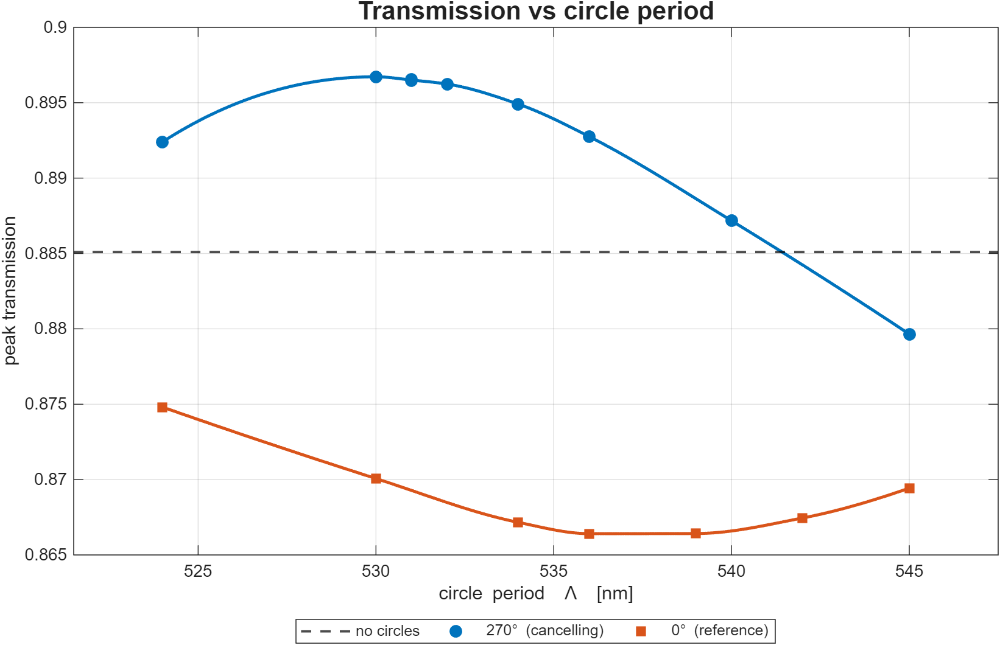 Transmission vs circle period
0.9
0.895
0.89
0.885
0.88
0.875
0.87
0.865
peak transmission
525 530 535 540 545
circle period Λ [nm]
no circles 270° (cancelling) 0° (reference)